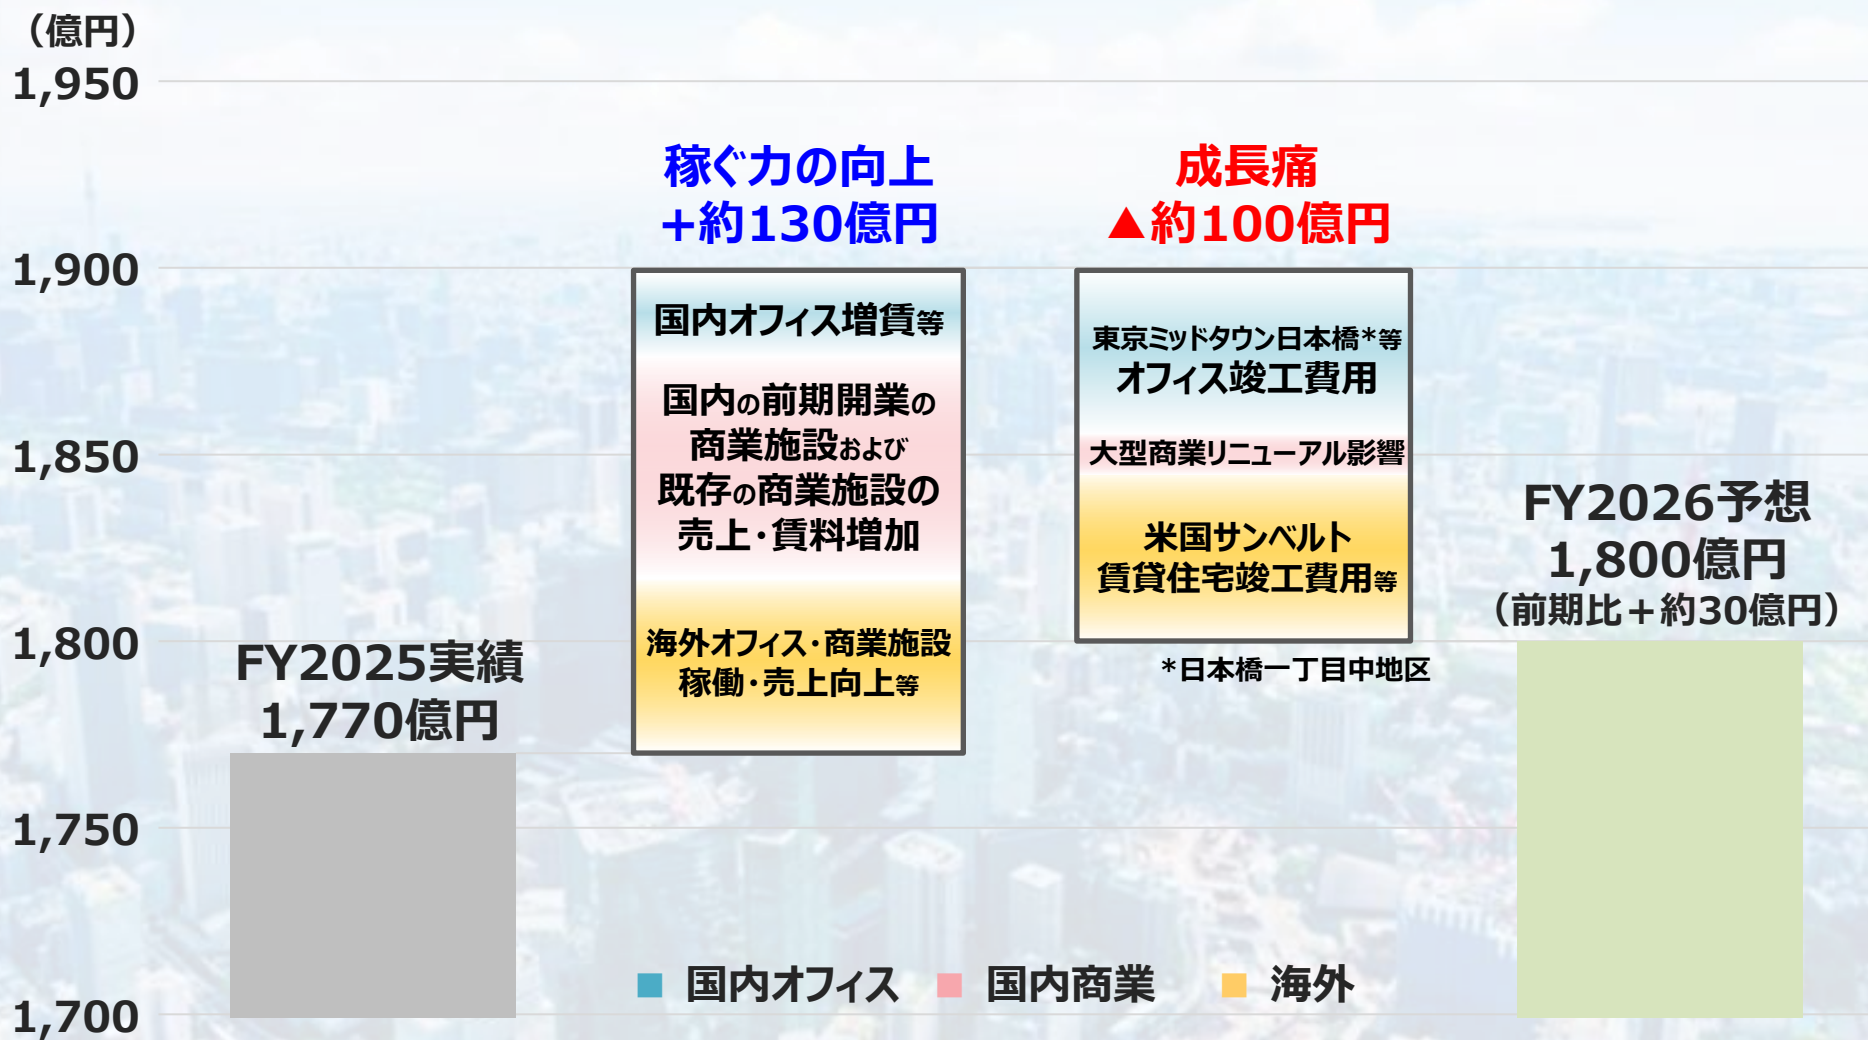 （億円）
1,950
1,900
1,850
1,800
1,750
1,700
FY2025実績
1,770億円
稼ぐ力の向上
+約130億円
国内オフィス増賃等
国内の前期開業の
商業施設および
既存の商業施設の
売上・賃料増加
海外オフィス・商業施設
稼働・売上向上等
成長痛
▲約100億円
東京ミッドタウン日本橋*等
オフィス竣工費用
大型商業リニューアル影響
米国サンベルト
賃貸住宅竣工費用等
*日本橋一丁目中地区
FY2026予想
1,800億円
（前期比＋約30億円）
国内オフィス 国内商業 海外